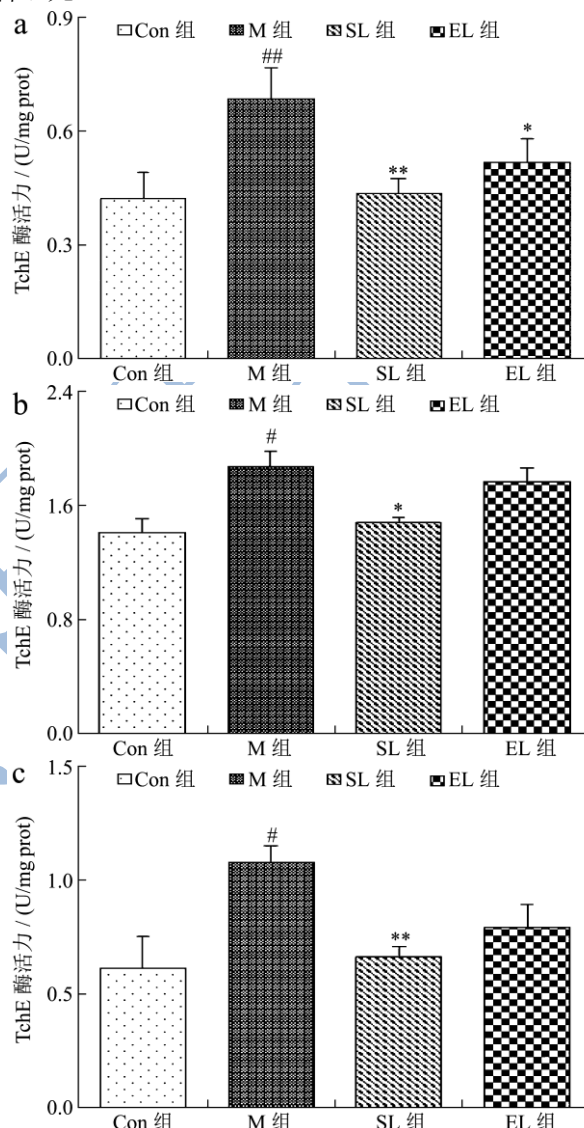 a
0.9
□Con 组 M 组 SL 组 EL 组
##
**
*
0.6
0.3
0.0
TchE 酶活力 / (U/mg prot)
Con 组 M 组 SL 组 EL 组
b
2.4
□Con 组 M 组 SL 组 EL 组
#
*
1.6
0.8
0.0
TchE 酶活力 / (U/mg prot)
Con 组 M 组 SL 组 EL 组
c
1.5
□Con 组 M 组 SL 组 EL 组
#
**
1.0
0.5
0.0
TchE 酶活力 / (U/mg prot)
Con 组 M 组 SL 组 EL 组